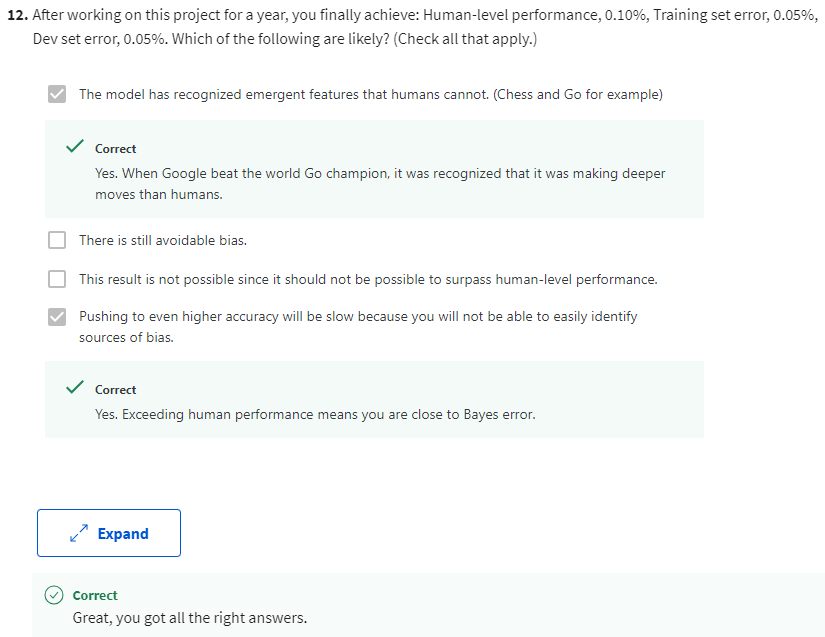 12. After working on this project for a year, you finally achieve: Human-level performance, 0.10%, Training set error, 0.05%,
Dev set error, 0.05%. Which of the following are likely? (Check all that apply.)
The model has recognized emergent features that humans cannot. (Chess and Go for example)
Correct
Yes. When Google beat the world Go champion, it was recognized that it was making deeper
moves than humans.
There is still avoidable bias.
This result is not possible since it should not be possible to surpass human-level performance.
Pushing to even higher accuracy will be slow because you will not be able to easily identify
sources of bias.
Correct
Yes. Exceeding human performance means you are close to Bayes error.
Expand
Correct
Great, you got all the right answers.